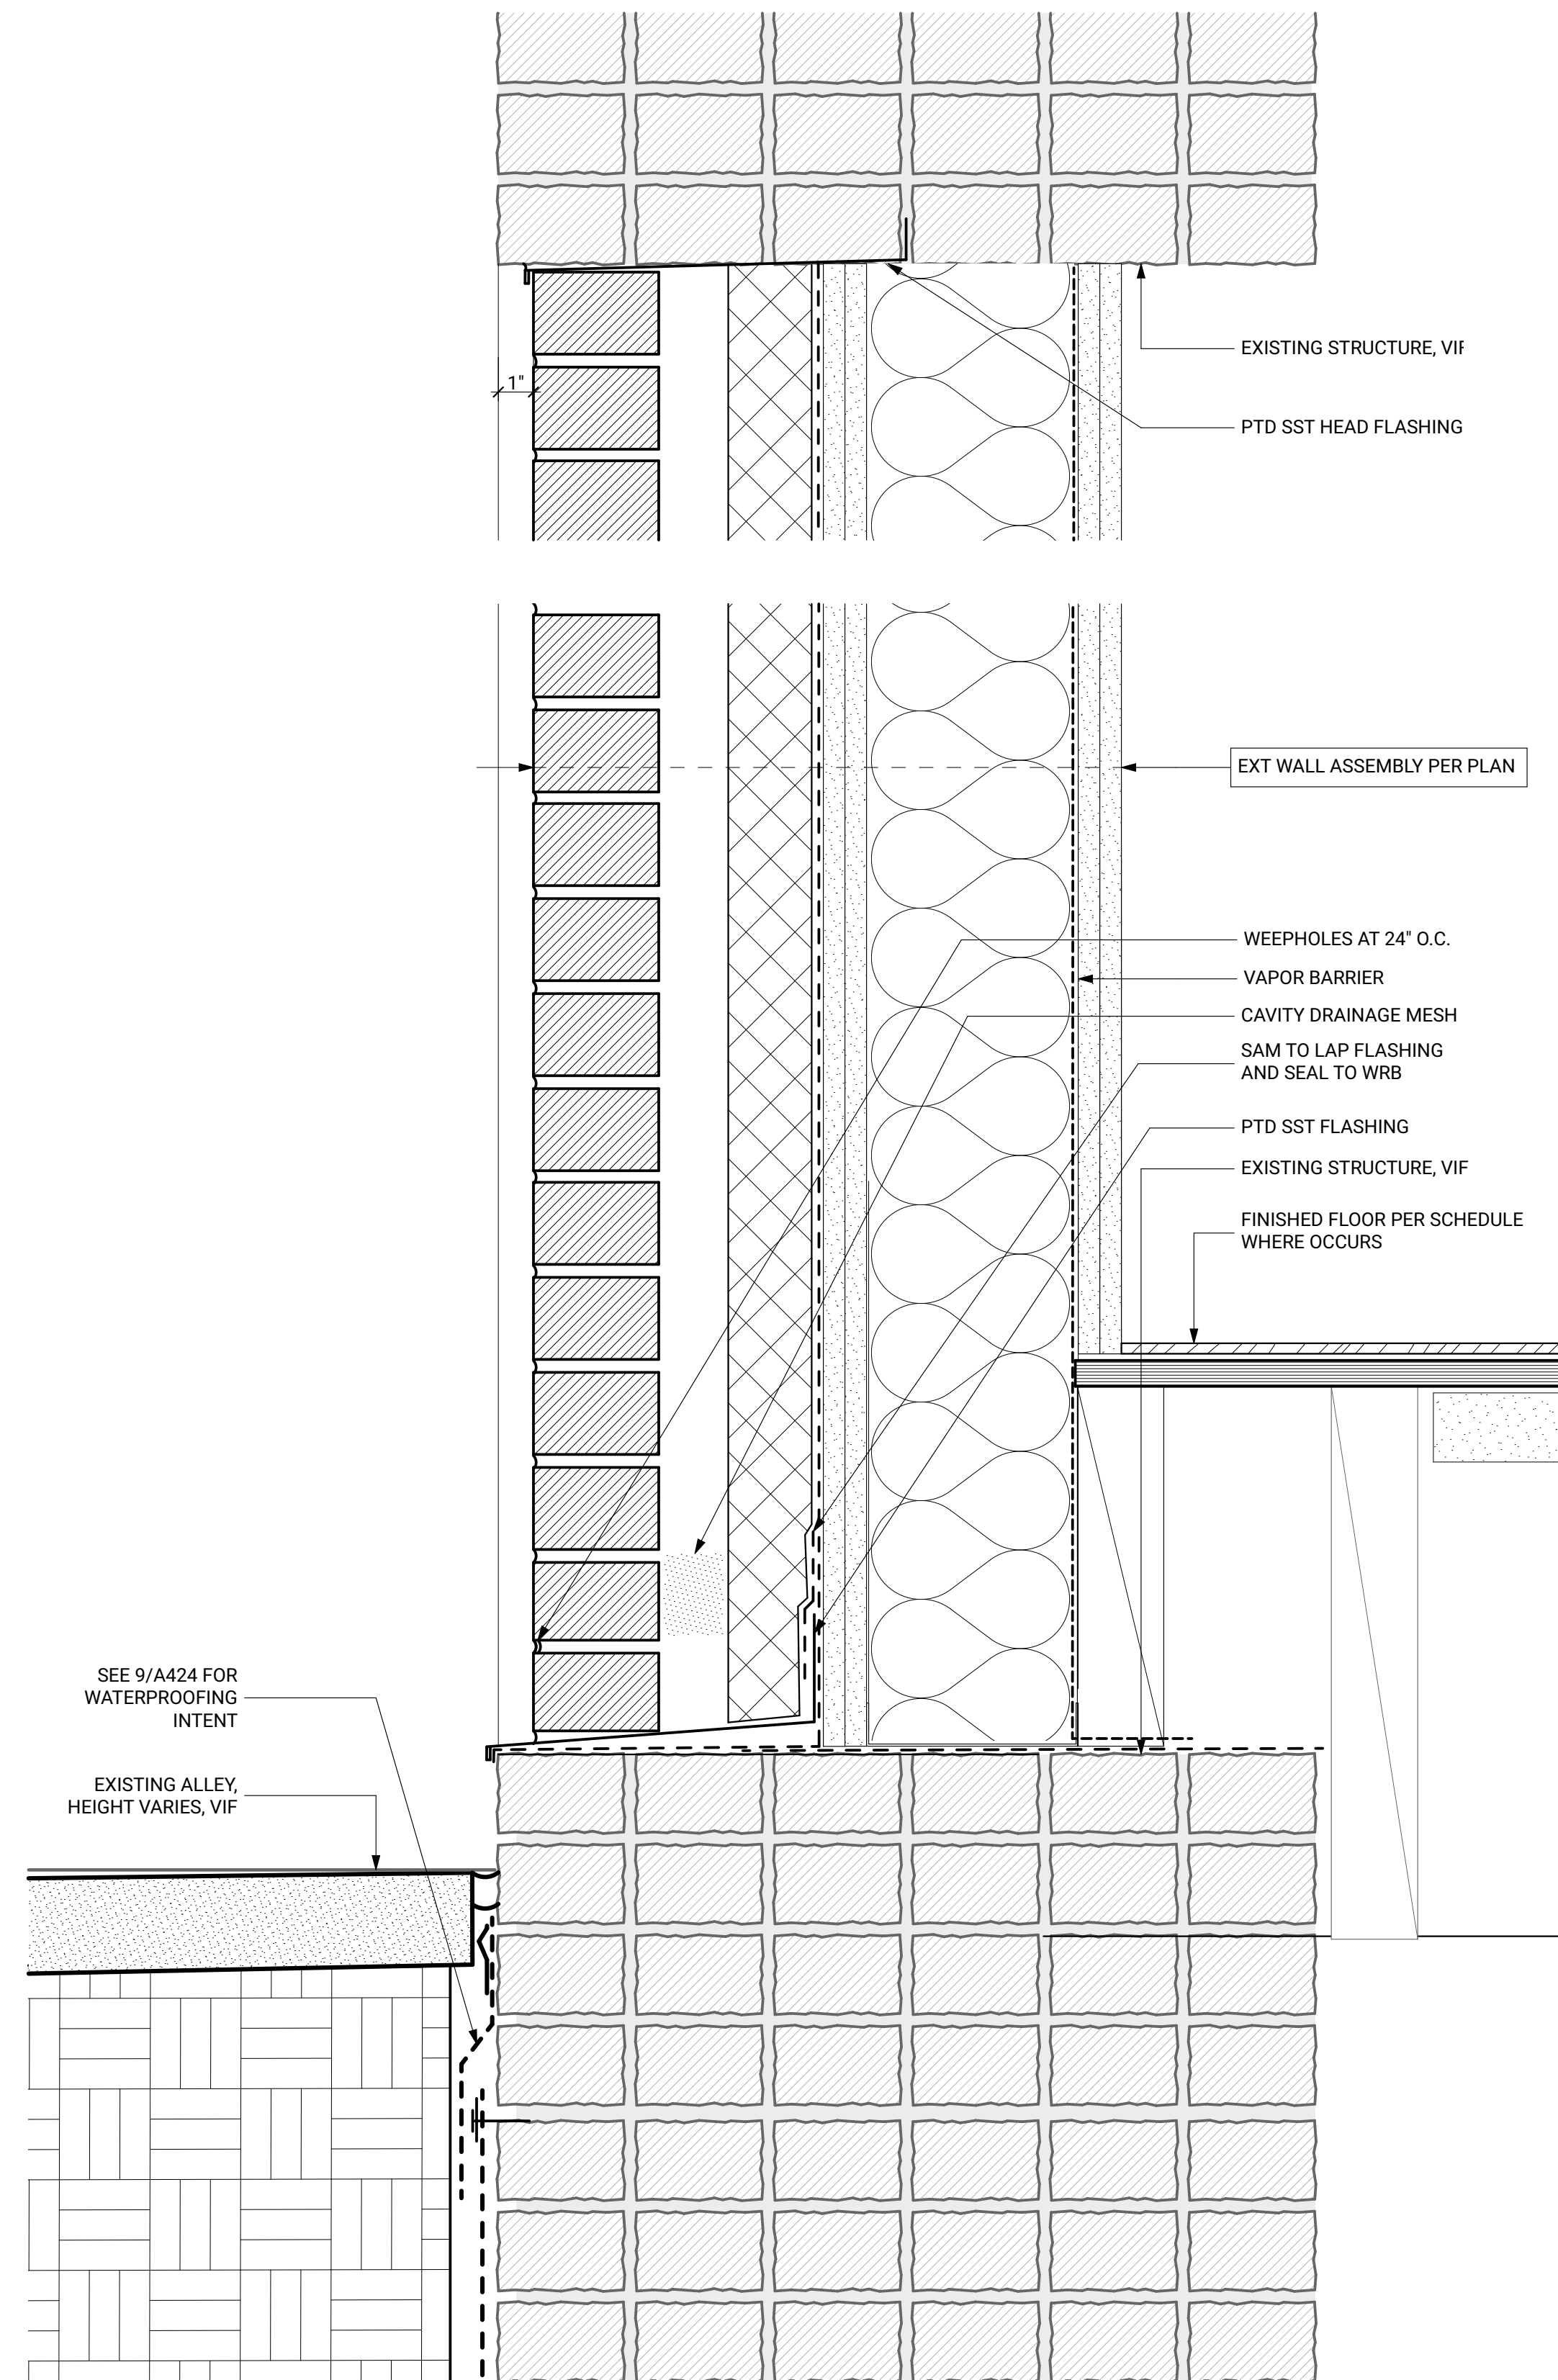 1"
EXISTING STRUCTURE, VIF
PTD SST HEAD FLASHING
EXT WALL ASSEMBLY PER PLAN
WEEPHOLES AT 24" O.C.
VAPOR BARRIER
CAVITY DRAINAGE MESH
SAM TO LAP FLASHING
AND SEAL TO WRB
PTD SST FLASHING
EXISTING STRUCTURE, VIF
FINISHED FLOOR PER SCHEDULE
WHERE OCCURS
SEE 9/A424 FOR
WATERPROOFING
INTENT
EXISTING ALLEY,
HEIGHT VARIES, VIF